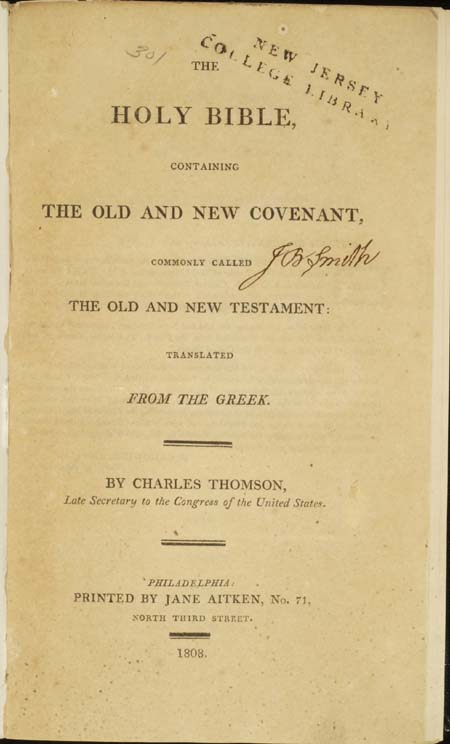 301
NEW JERSEY
COLLEGE LIBRARY
THE
HOLY BIBLE,
CONTAINING
THE OLD AND NEW COVENANT,
COMMONLY CALLED
J B Smith
THE OLD AND NEW TESTAMENT:
TRANSLATED
FROM THE GREEK.
BY CHARLES THOMSON,
Late Secretary to the Congress of the United States.
PHILADELPHIA:
PRINTED BY JANE AITKEN, No. 71,
NORTH THIRD STREET.
1808.